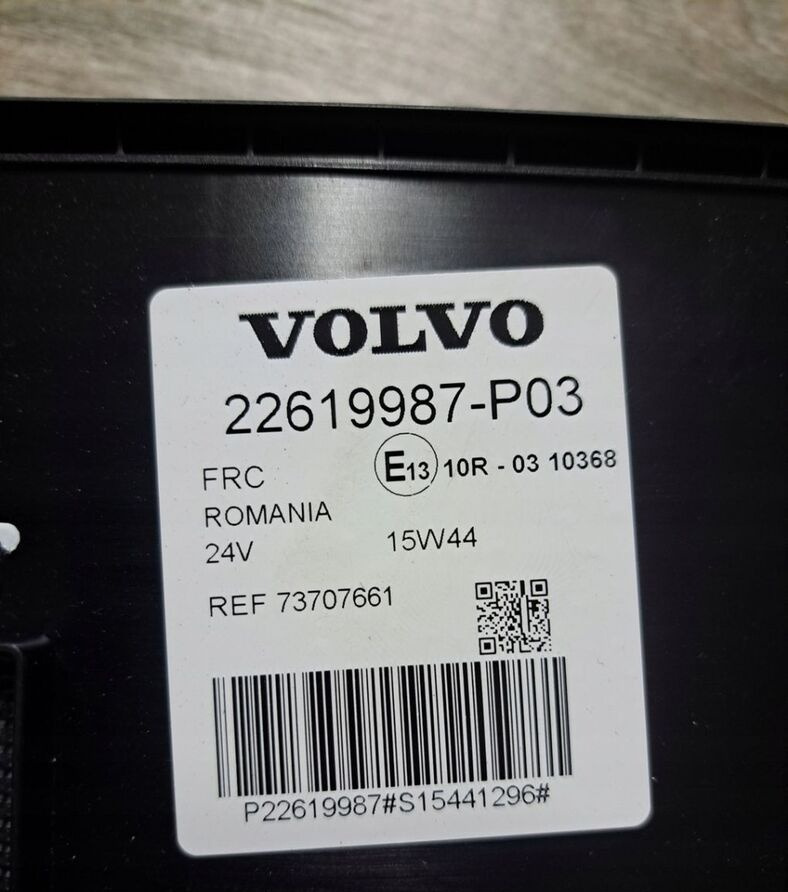 VOLVO
22619987-P03
FRC
E13 10R - 03 10368
ROMANIA
24V 15W44
REF 73707661
P22619987#S15441296#